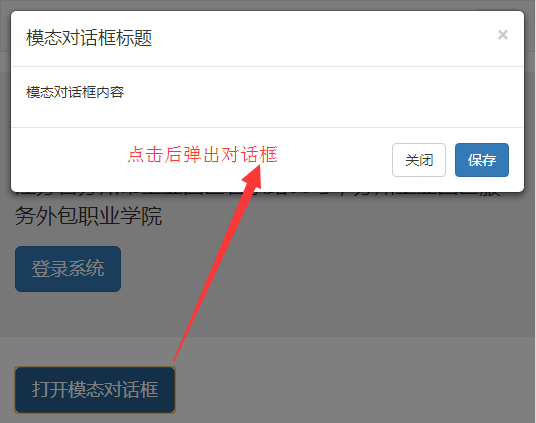 模态对话框标题
×
模态对话框内容
点击后弹出对话框
关闭
保存
务外包职业学院
登录系统
打开模态对话框